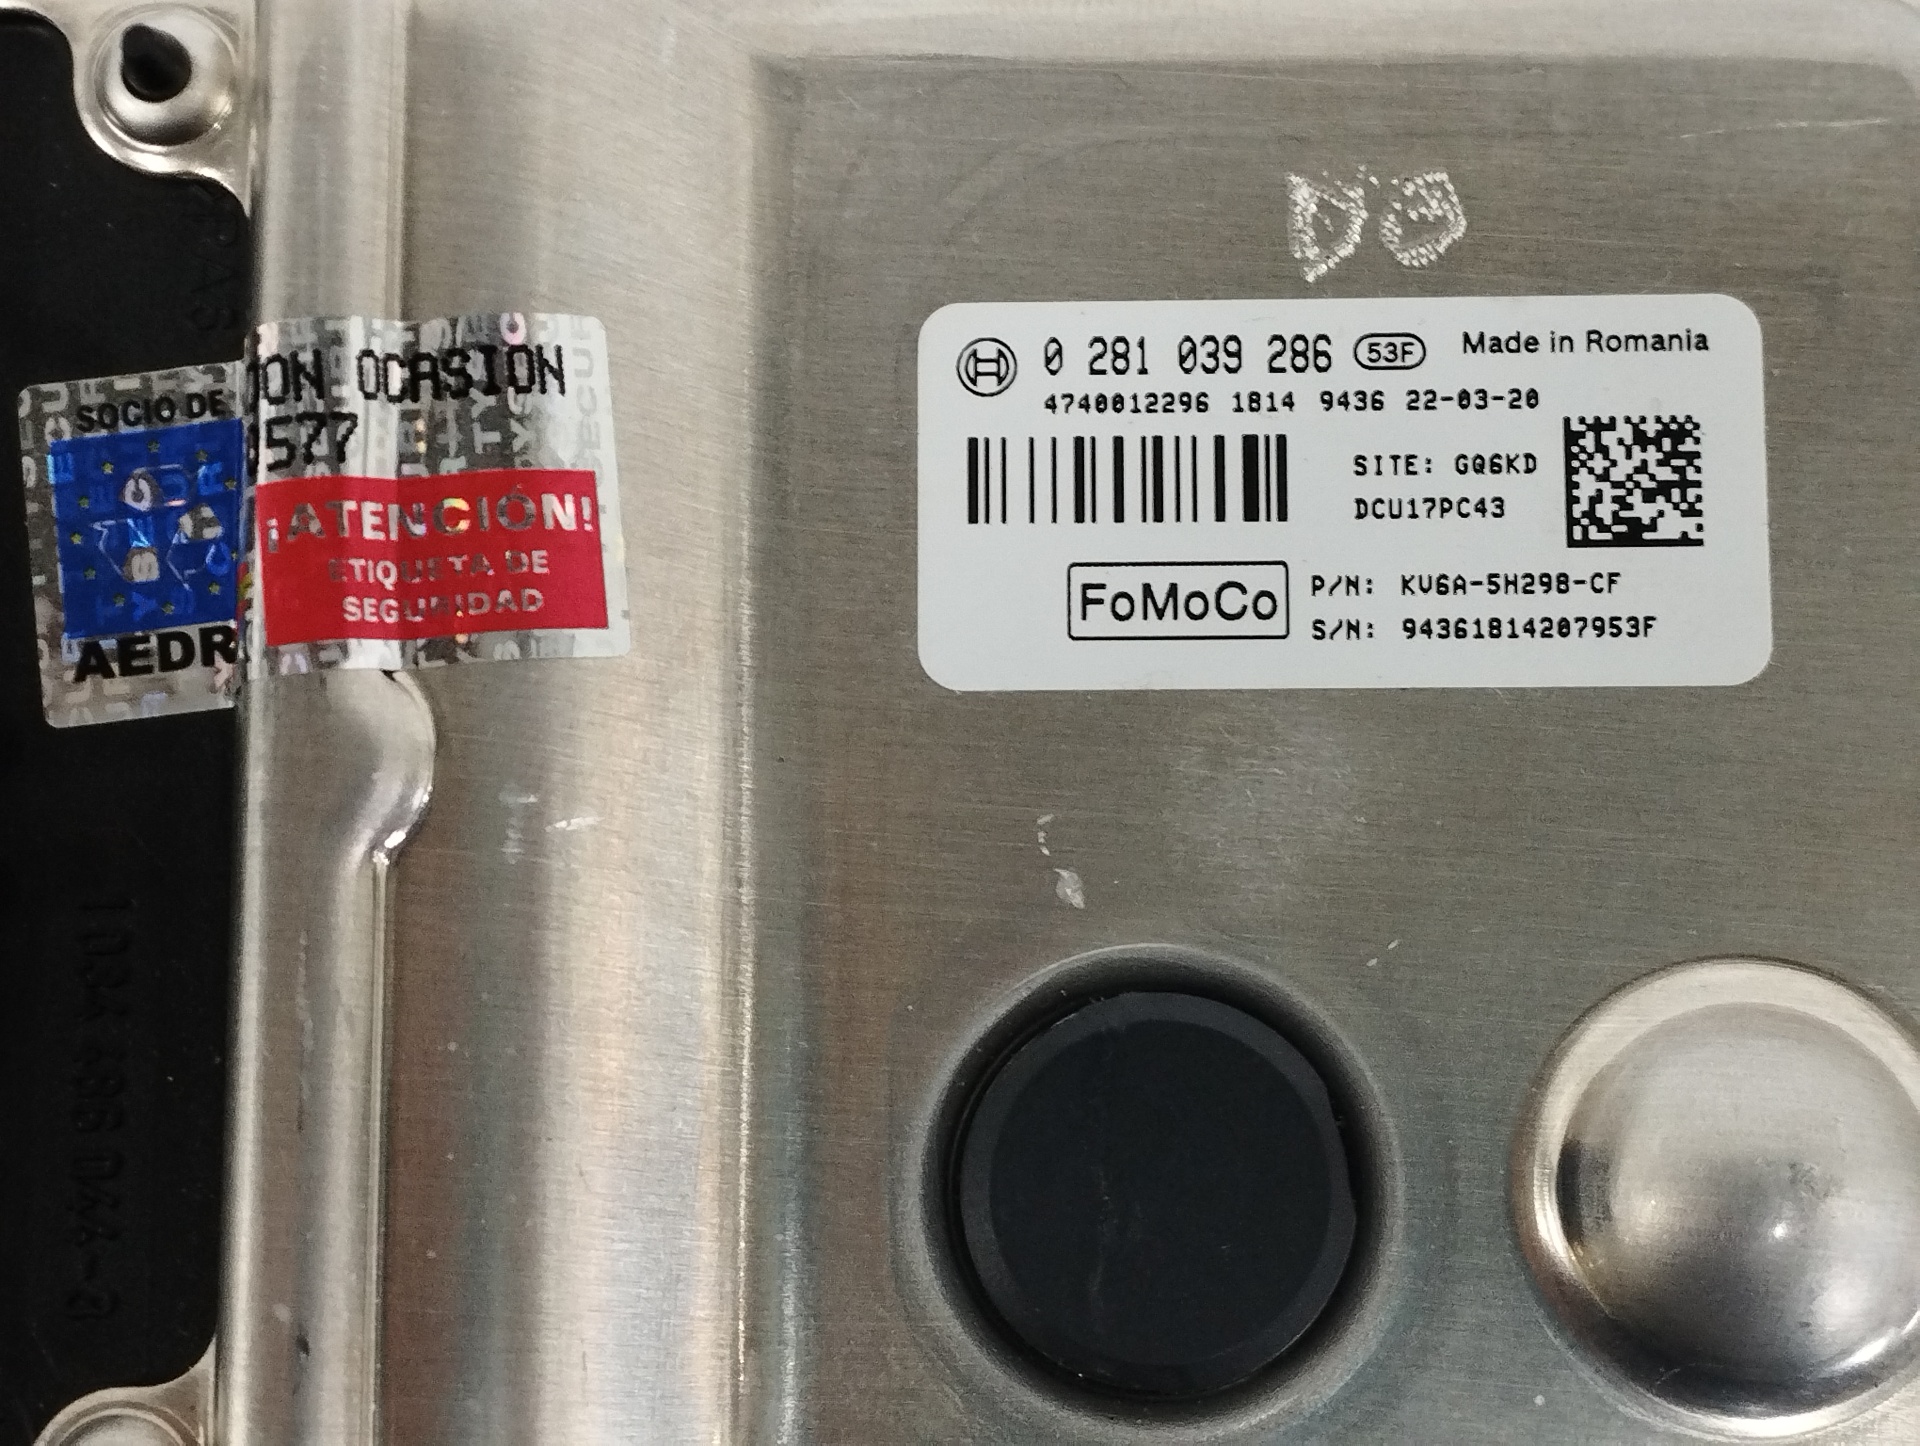 0 281 039 286 53F Made in Romania
4740012296 1814 9436 22-03-20
SITE: GQ6KD
DCU17PC43
FoMoCo
P/N: KV6A-5H298-CF
S/N: 94361814207953F
OCASION
577
SOCIO DE
AEDR
¡ATENCIÓN!
ETIQUETA DE
SEGURIDAD